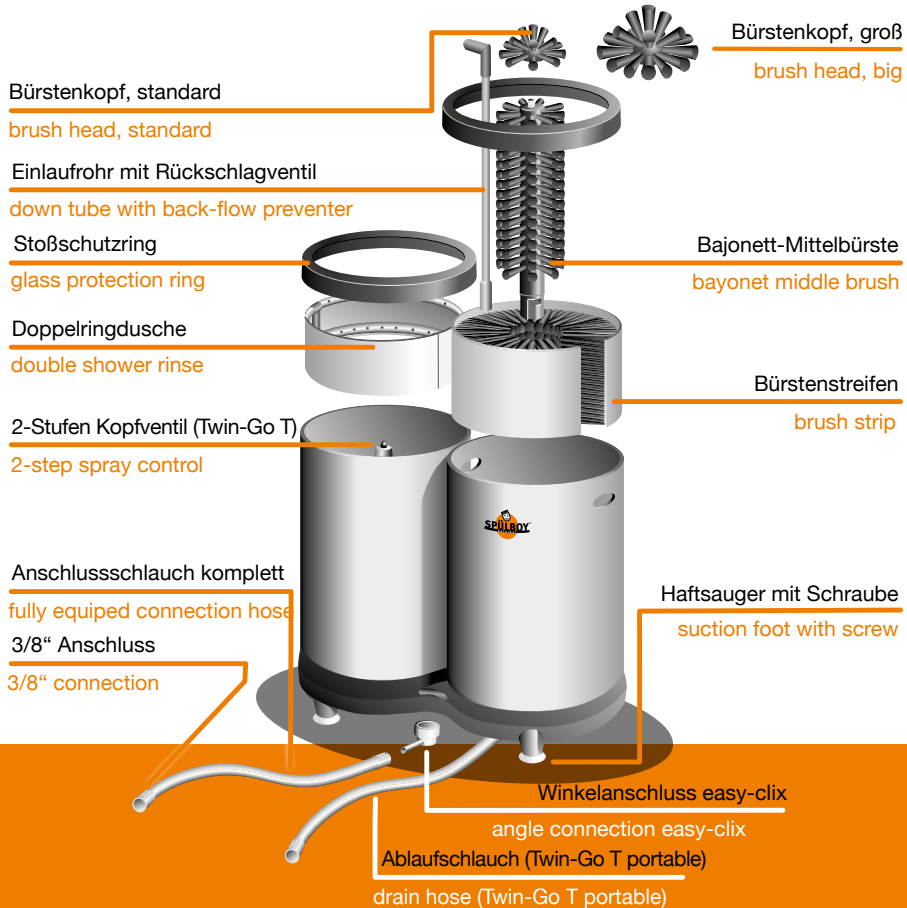 Bürstenkopf, groß
brush head, big
Bürstenkopf, standard
brush head, standard
Einlaufrohr mit Rückschlagventil
down tube with back-flow preventer
Stoßschutzring
glass protection ring
Bajonett-Mittelbürste
bayonet middle brush
Doppelringdusche
double shower rinse
Bürstenstreifen
brush strip
2-Stufen Kopfventil (Twin-Go T)
2-step spray control
SPÜLBOY
Anschlussschlauch komplett
fully equiped connection hose
Haftsauger mit Schraube
suction foot with screw
3/8“ Anschluss
3/8“ connection
Winkelanschluss easy-clix
angle connection easy-clix
Ablaufschlauch (Twin-Go T portable)
drain hose (Twin-Go T portable)